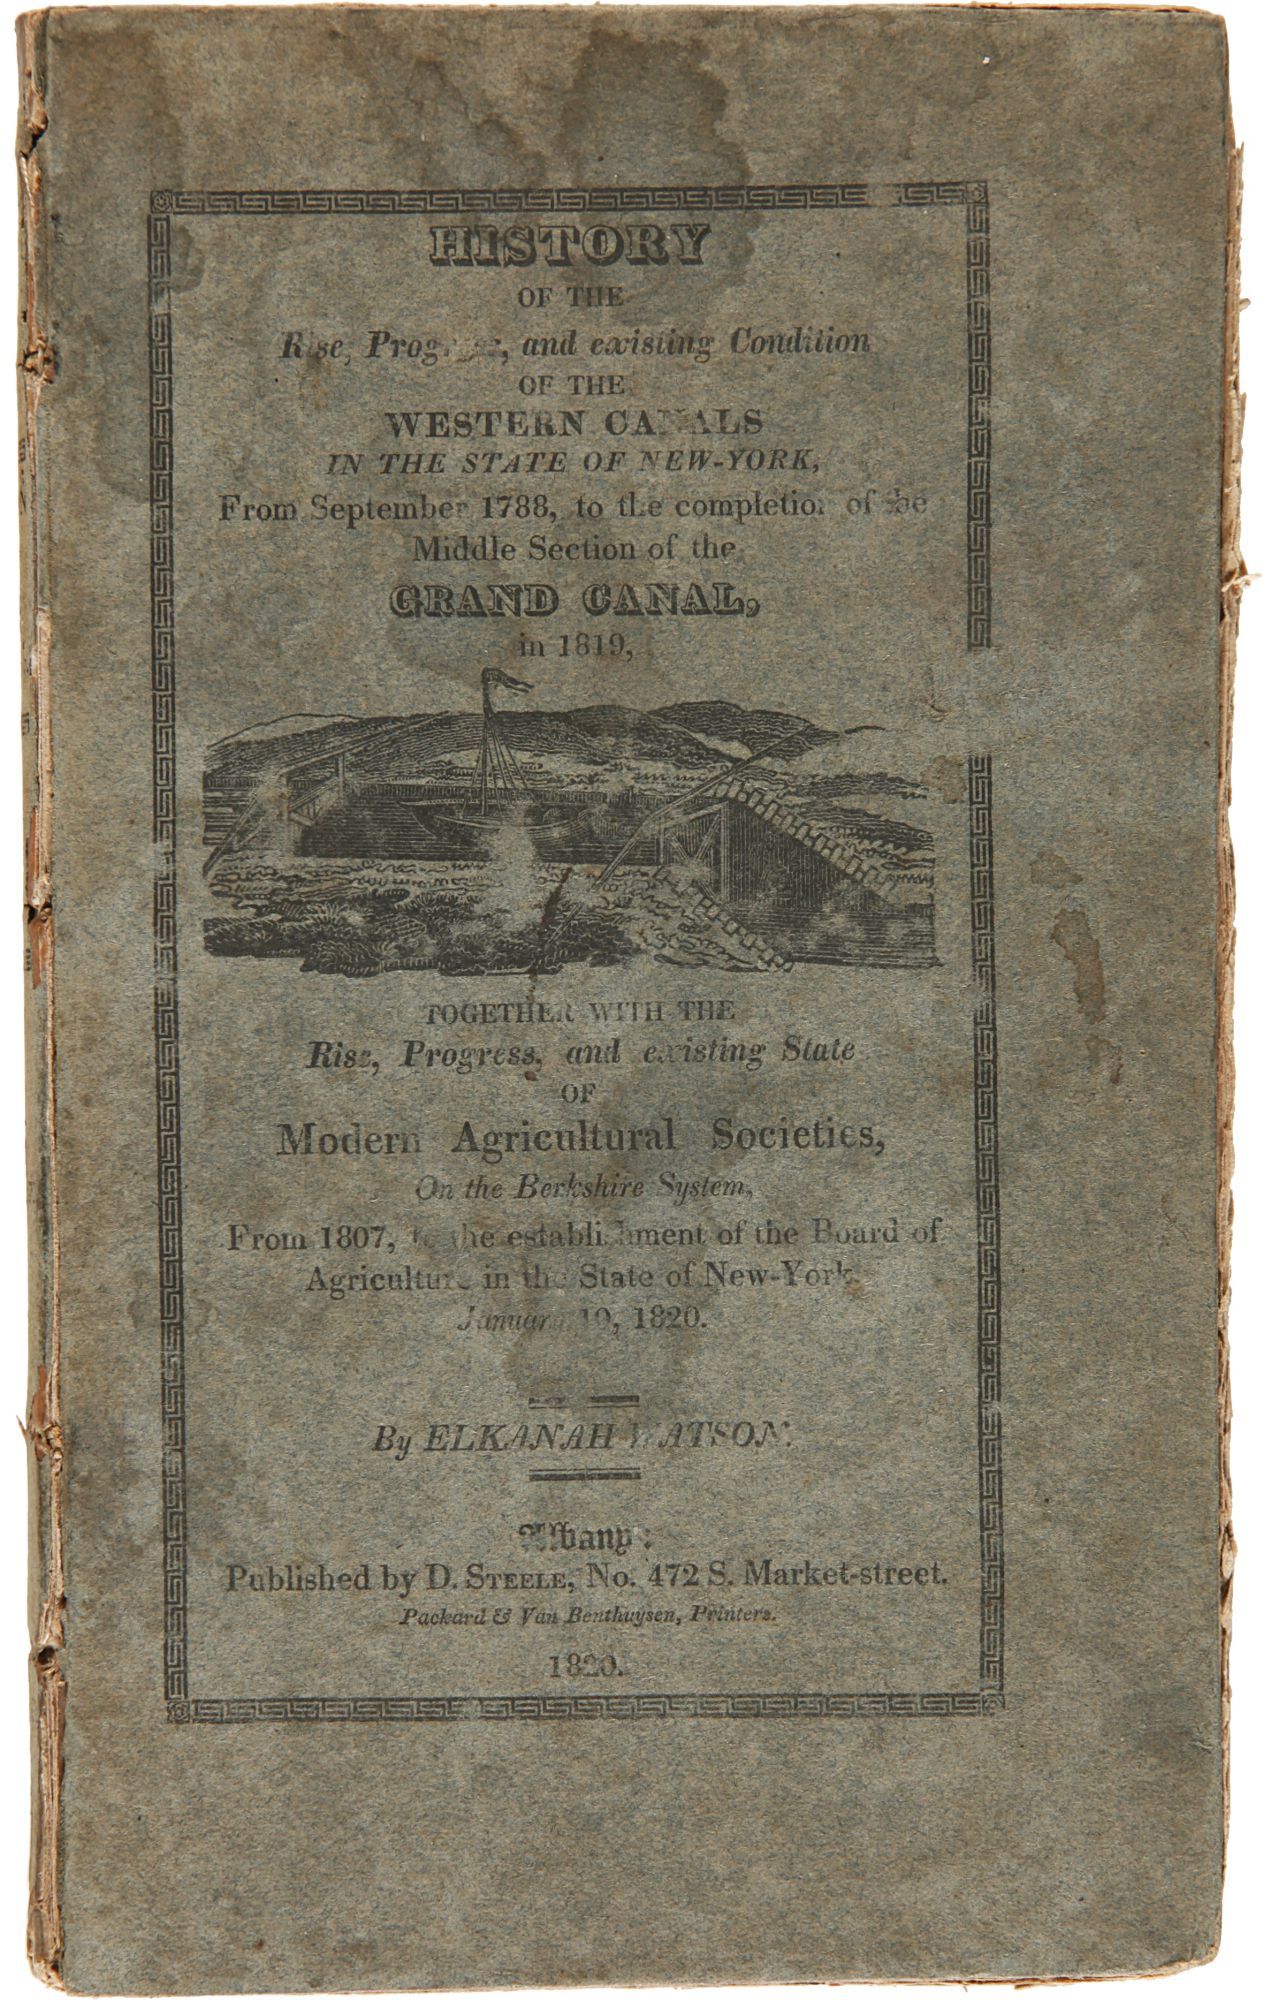 HISTORY
OF THE
Rise, Progress, and existing Condition
OF THE
WESTERN CANALS
IN THE STATE OF NEW-YORK,
From September 1788, to the completion of the
Middle Section of the
GRAND CANAL,
in 1819,
TOGETHER WITH THE
Rise, Progress, and existing State
OF
Modern Agricultural Societies,
On the Berkshire System,
From 1807, to the establishment of the Board of
Agriculture in the State of New-York.
January 10, 1820.
By ELKANAH WATSON.
Albany:
Published by D. STEELE, No. 472 S. Market-street.
Packard & Van Benthuysen, Printers.
1820.